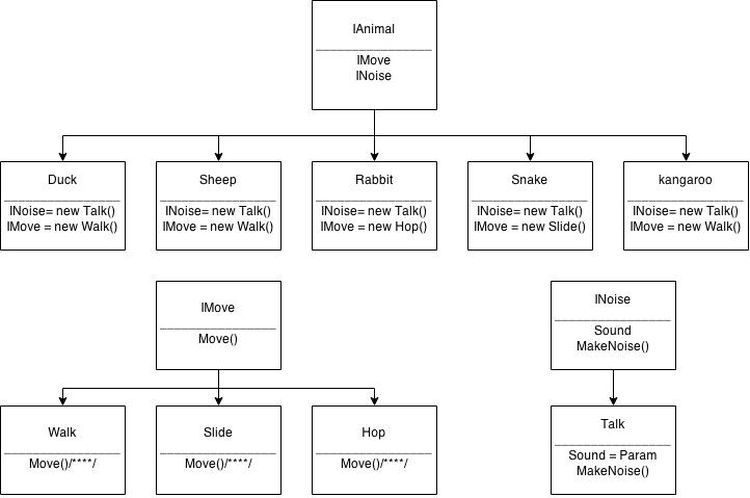 IAnimal
IMove
INoise
Duck
INoise= new Talk()
IMove = new Walk()
Sheep
INoise= new Talk()
IMove = new Walk()
Rabbit
INoise= new Talk()
IMove = new Hop()
Snake
INoise= new Talk()
IMove = new Slide()
kangaroo
INoise= new Talk()
IMove = new Walk()
IMove
Move()
INoise
Sound
MakeNoise()
Walk
Move()/****/
Slide
Move()/****/
Hop
Move()/****/
Talk
Sound = Param
MakeNoise()